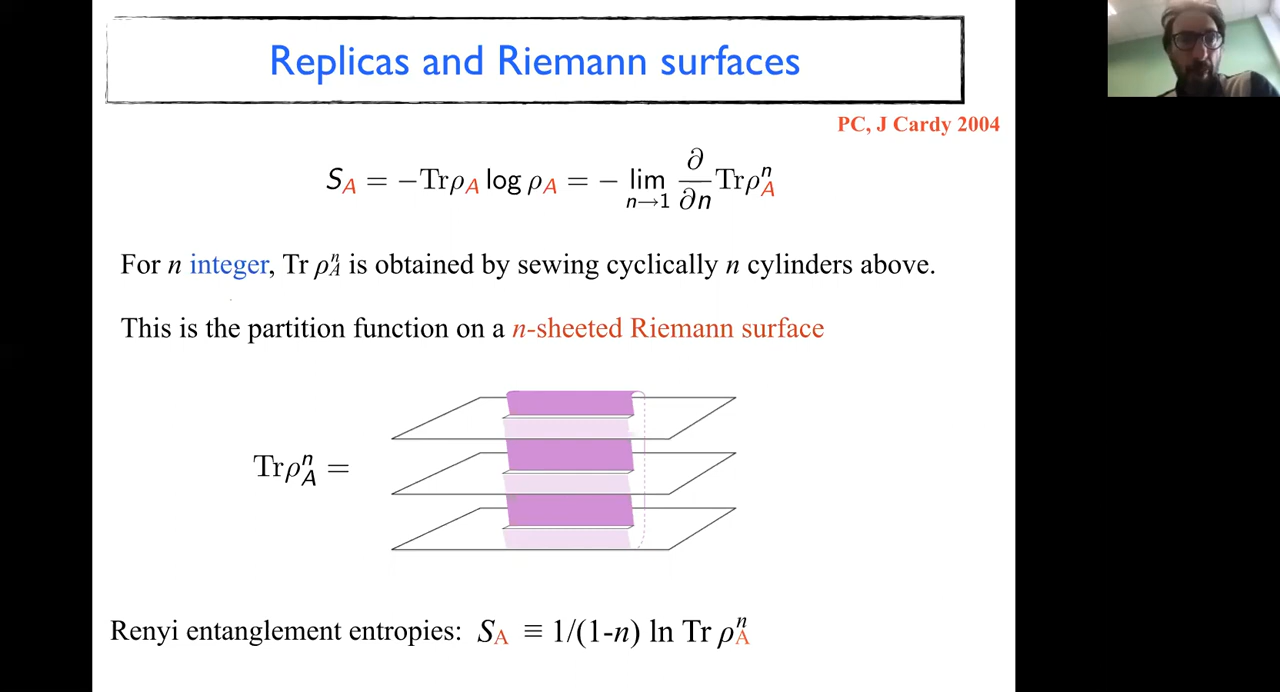 Replicas and Riemann surfaces
PC, J Cardy 2004
S_A = −Trρ_A log ρ_A = − lim_{n→1} ∂/∂n Trρ_A^n
For n integer, Tr ρ_A^n is obtained by sewing cyclically n cylinders above.
This is the partition function on a n-sheeted Riemann surface
Trρ_A^n =
Renyi entanglement entropies: S_A ≡ 1/(1-n) ln Tr ρ_A^n